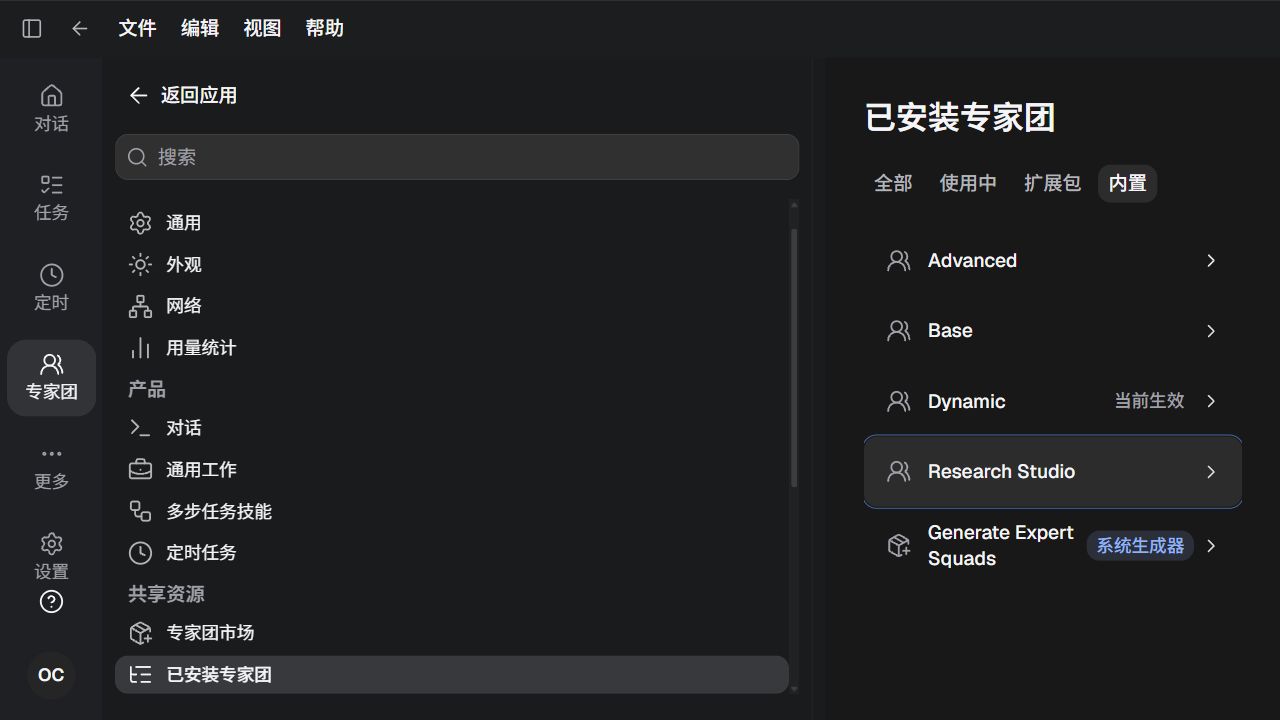 文件 编辑 视图 帮助
对话
任务
定时
专家团
更多
设置
OC
返回应用
搜索
通用
外观
网络
用量统计
产品
对话
通用工作
多步任务技能
定时任务
共享资源
专家团市场
已安装专家团
已安装专家团
全部 使用中 扩展包 内置
Advanced
Base
Dynamic 当前生效
Research Studio
Generate Expert
Squads
系统生成器